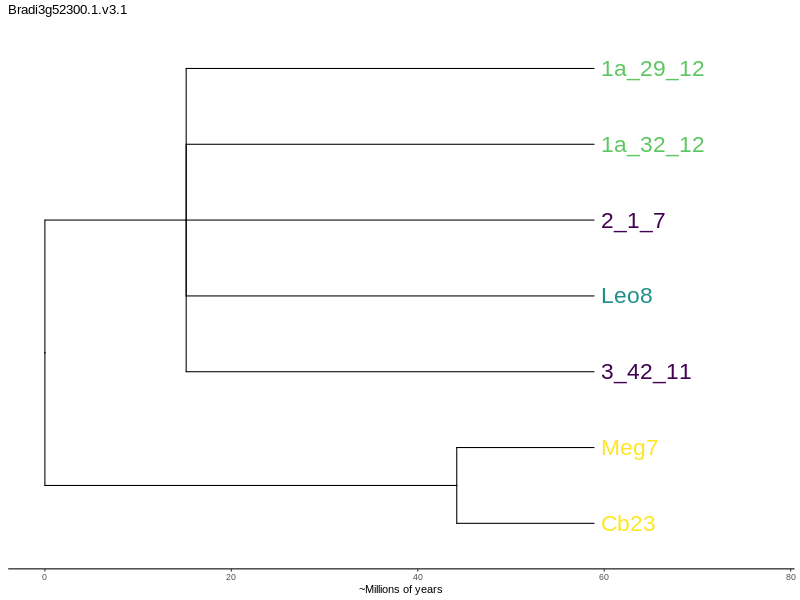 Bradi3g52300.1.v3.1
1a_29_12
1a_32_12
2_1_7
Leo8
3_42_11
Meg7
Cb23
0 20 40 60 80
~Millions of years